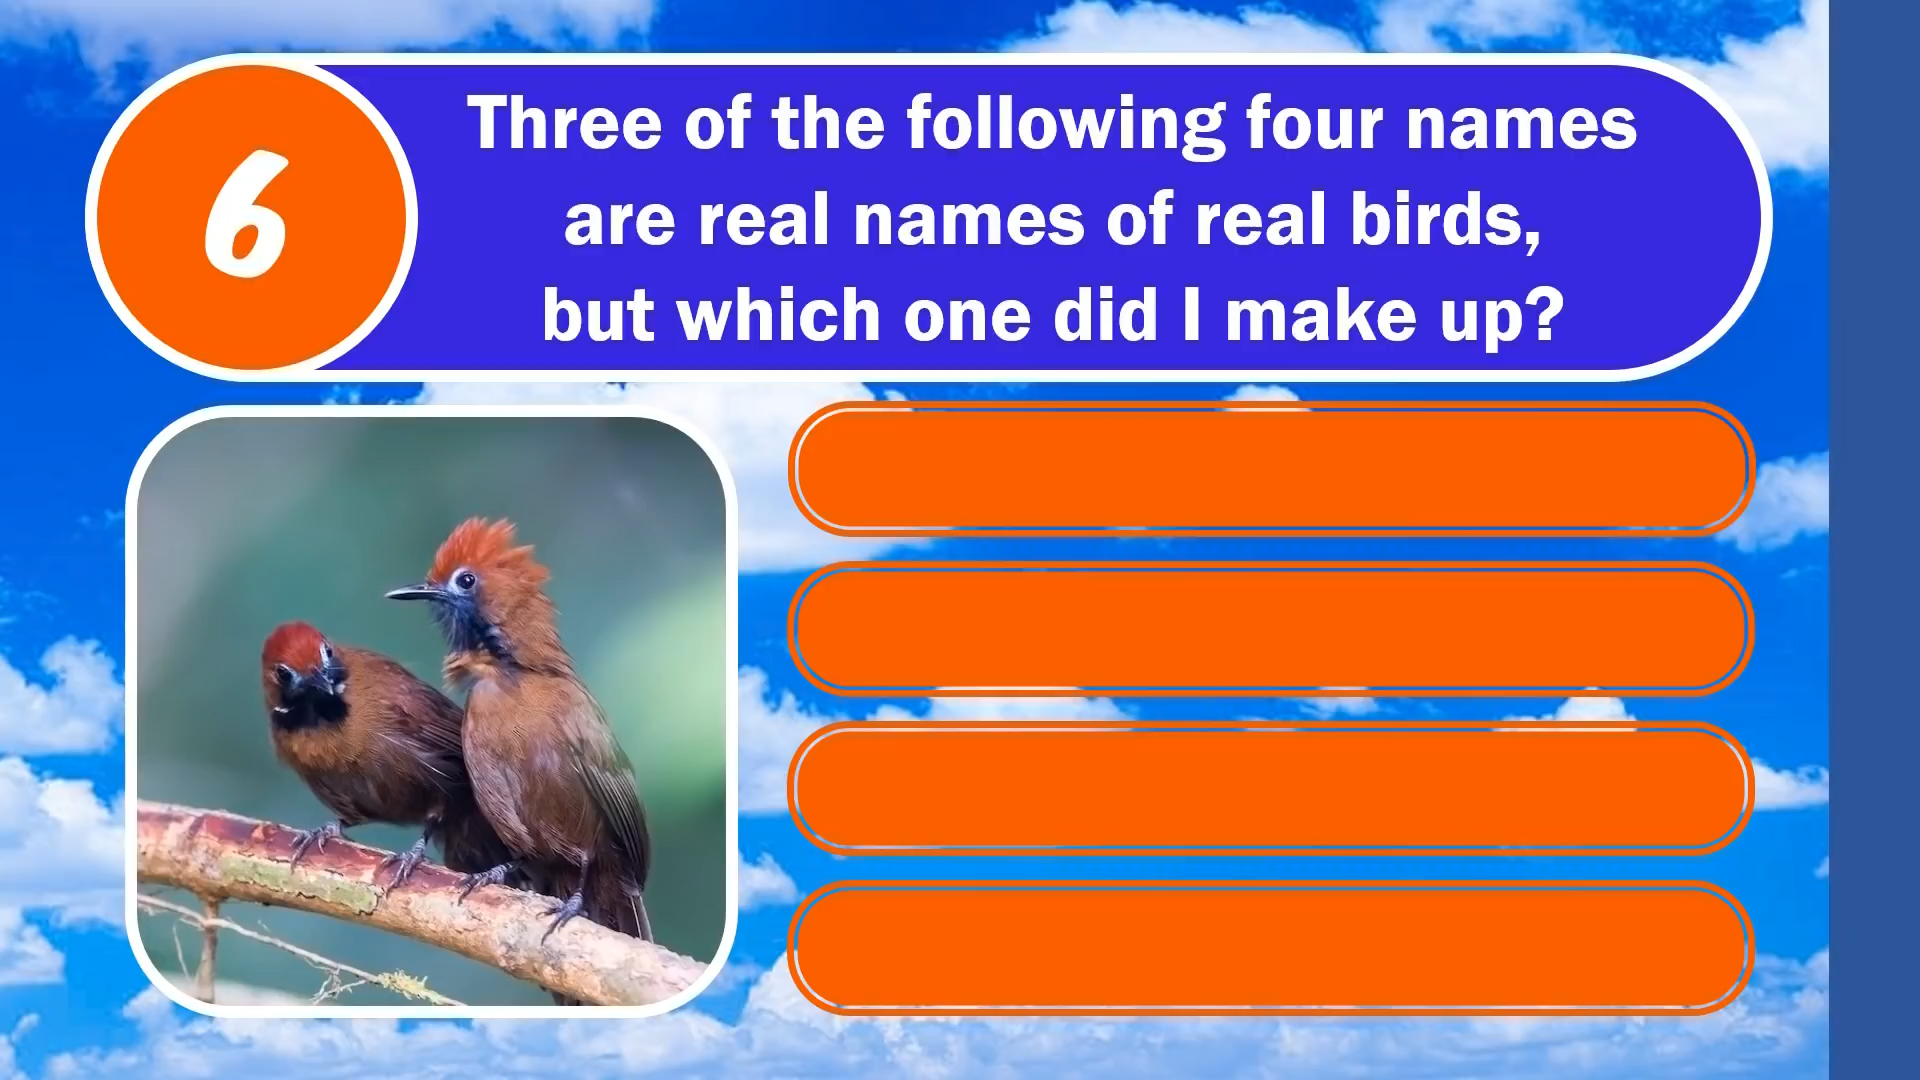 6
Three of the following four names
are real names of real birds,
but which one did I make up?